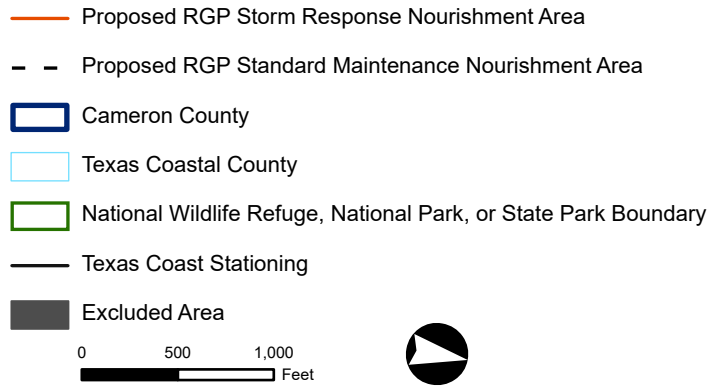 Proposed RGP Storm Response Nourishment Area
Proposed RGP Standard Maintenance Nourishment Area
Cameron County
Texas Coastal County
National Wildlife Refuge, National Park, or State Park Boundary
Texas Coast Stationing
Excluded Area
0 500 1,000
Feet